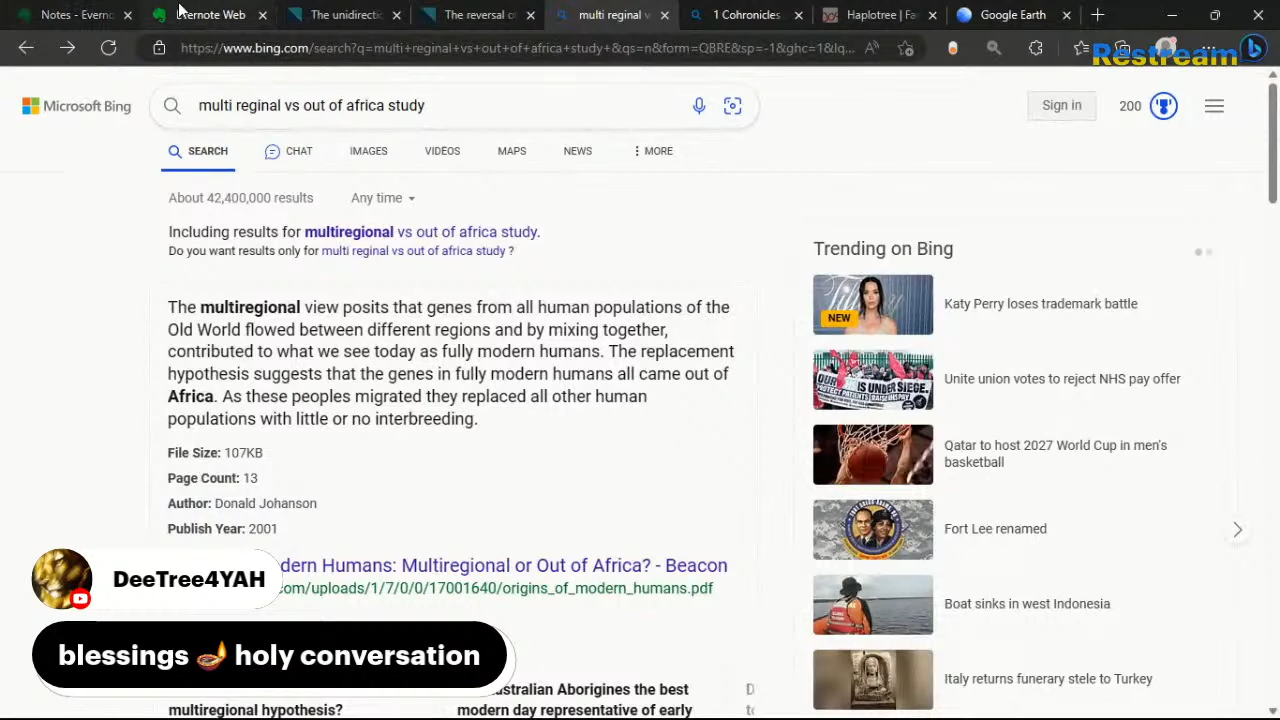 Notes - Everno
Evernote Web
The unidirectic
The reversal of
multi reginal v
1 Cohronicles
Haplotree | Fa
Google Earth
https://www.bing.com/search?q=multi+reginal+vs+out+of+africa+study+&qs=n&form=QBRE&sp=-1&ghc=1&lq...
Restream
Microsoft Bing
multi reginal vs out of africa study
Sign in
200
SEARCH
CHAT
IMAGES
VIDEOS
MAPS
NEWS
MORE
About 42,400,000 results
Any time
Including results for multiregional vs out of africa study.
Do you want results only for multi reginal vs out of africa study ?
The multiregional view posits that genes from all human populations of the
Old World flowed between different regions and by mixing together,
contributed to what we see today as fully modern humans. The replacement
hypothesis suggests that the genes in fully modern humans all came out of
Africa. As these peoples migrated they replaced all other human
populations with little or no interbreeding.
File Size: 107KB
Page Count: 13
Author: Donald Johanson
Publish Year: 2001
dern Humans: Multiregional or Out of Africa? - Beacon
com/uploads/1/7/0/0/17001640/origins_of_modern_humans.pdf
ustralian Aborigines the best
multiregional hypothesis?
modern day representative of early
Trending on Bing
NEW
Katy Perry loses trademark battle
Unite union votes to reject NHS pay offer
Qatar to host 2027 World Cup in men's
basketball
Fort Lee renamed
Boat sinks in west Indonesia
Italy returns funerary stele to Turkey
DeeTree4YAH
blessings 🪔 holy conversation